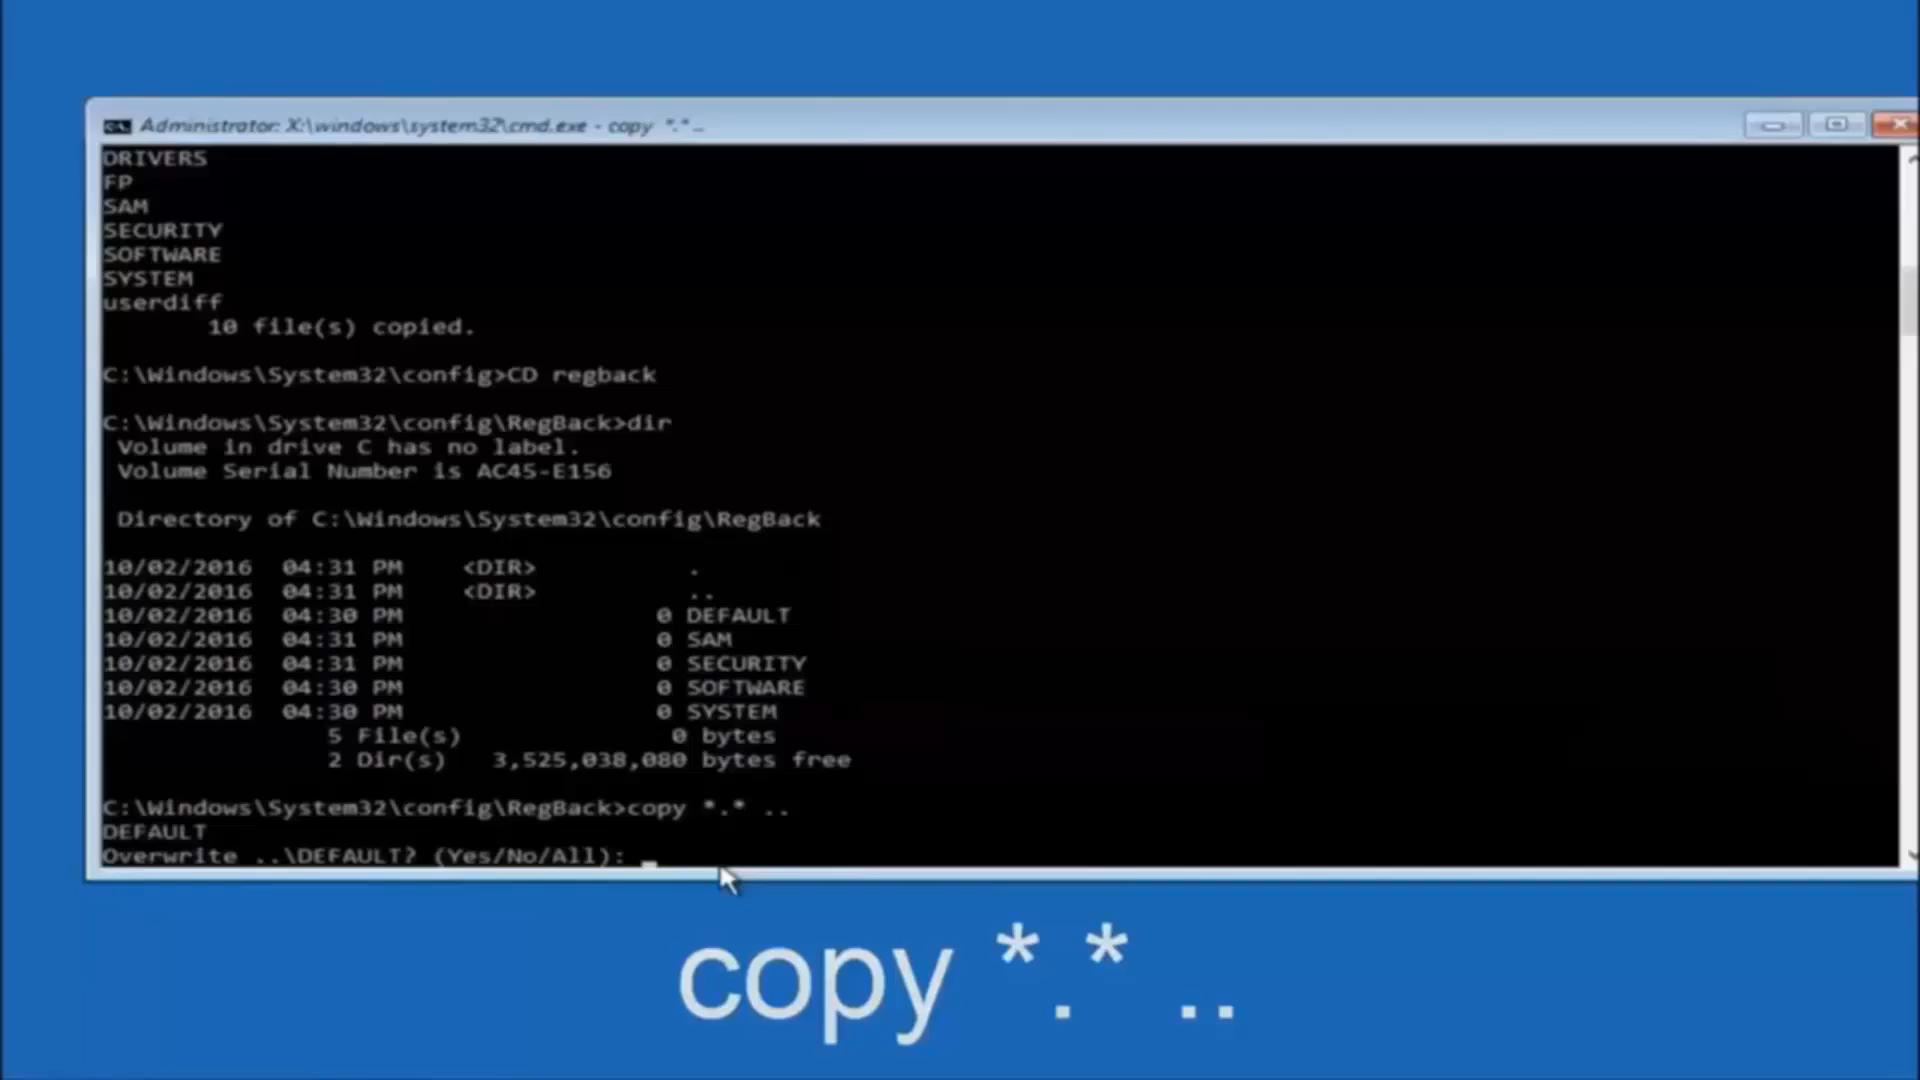 Administrator: X:\windows\system32\cmd.exe - copy *.* ..
DRIVERS
FP
SAM
SECURITY
SOFTWARE
SYSTEM
userdiff
10 file(s) copied.
C:\Windows\System32\config>CD regback
C:\Windows\System32\config\RegBack>dir
Volume in drive C has no label.
Volume Serial Number is AC45-E156
Directory of C:\Windows\System32\config\RegBack
10/02/2016 04:31 PM <DIR> .
10/02/2016 04:31 PM <DIR> ..
10/02/2016 04:30 PM 0 DEFAULT
10/02/2016 04:31 PM 0 SAM
10/02/2016 04:31 PM 0 SECURITY
10/02/2016 04:30 PM 0 SOFTWARE
10/02/2016 04:30 PM 0 SYSTEM
5 File(s) 0 bytes
2 Dir(s) 3,525,038,080 bytes free
C:\Windows\System32\config\RegBack>copy *.* ..
DEFAULT
Overwrite ..\DEFAULT? (Yes/No/All):
copy *.* ..